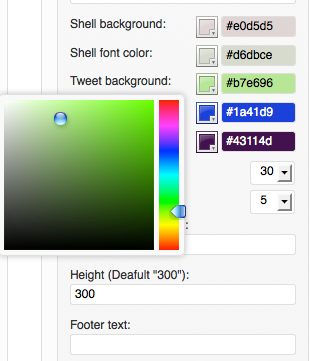 Shell background: #e0d5d5
Shell font color: #d6dbce
Tweet background: #b7e696
#1a41d9
#43114d
30
5
:
Height (Deafult "300"):
300
Footer text: